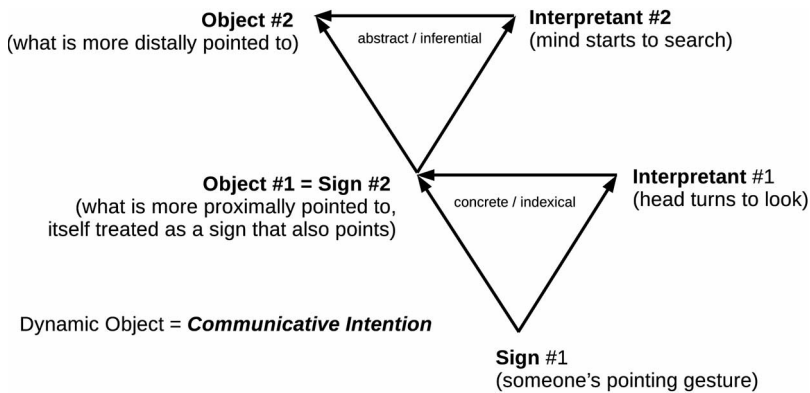 Object #2
(what is more distally pointed to)
Interpretant #2
(mind starts to search)
abstract / inferential
Object #1 = Sign #2
(what is more proximally pointed to,
itself treated as a sign that also points)
Interpretant #1
(head turns to look)
concrete / indexical
Dynamic Object = Communicative Intention
Sign #1
(someone's pointing gesture)